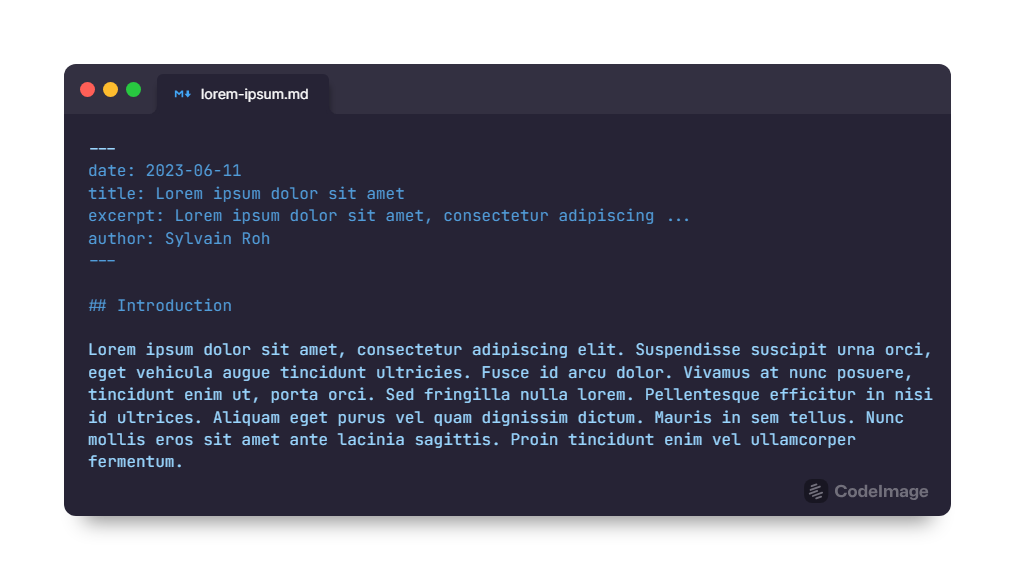 lorem-ipsum.md
---
date: 2023-06-11
title: Lorem ipsum dolor sit amet
excerpt: Lorem ipsum dolor sit amet, consectetur adipiscing ...
author: Sylvain Roh
---
## Introduction
Lorem ipsum dolor sit amet, consectetur adipiscing elit. Suspendisse suscipit urna orci,
eget vehicula augue tincidunt ultricies. Fusce id arcu dolor. Vivamus at nunc posuere,
tincidunt enim ut, porta orci. Sed fringilla nulla lorem. Pellentesque efficitur in nisi
id ultrices. Aliquam eget purus vel quam dignissim dictum. Mauris in sem tellus. Nunc
mollis eros sit amet ante lacinia sagittis. Proin tincidunt enim vel ullamcorper
fermentum.
CodeImage